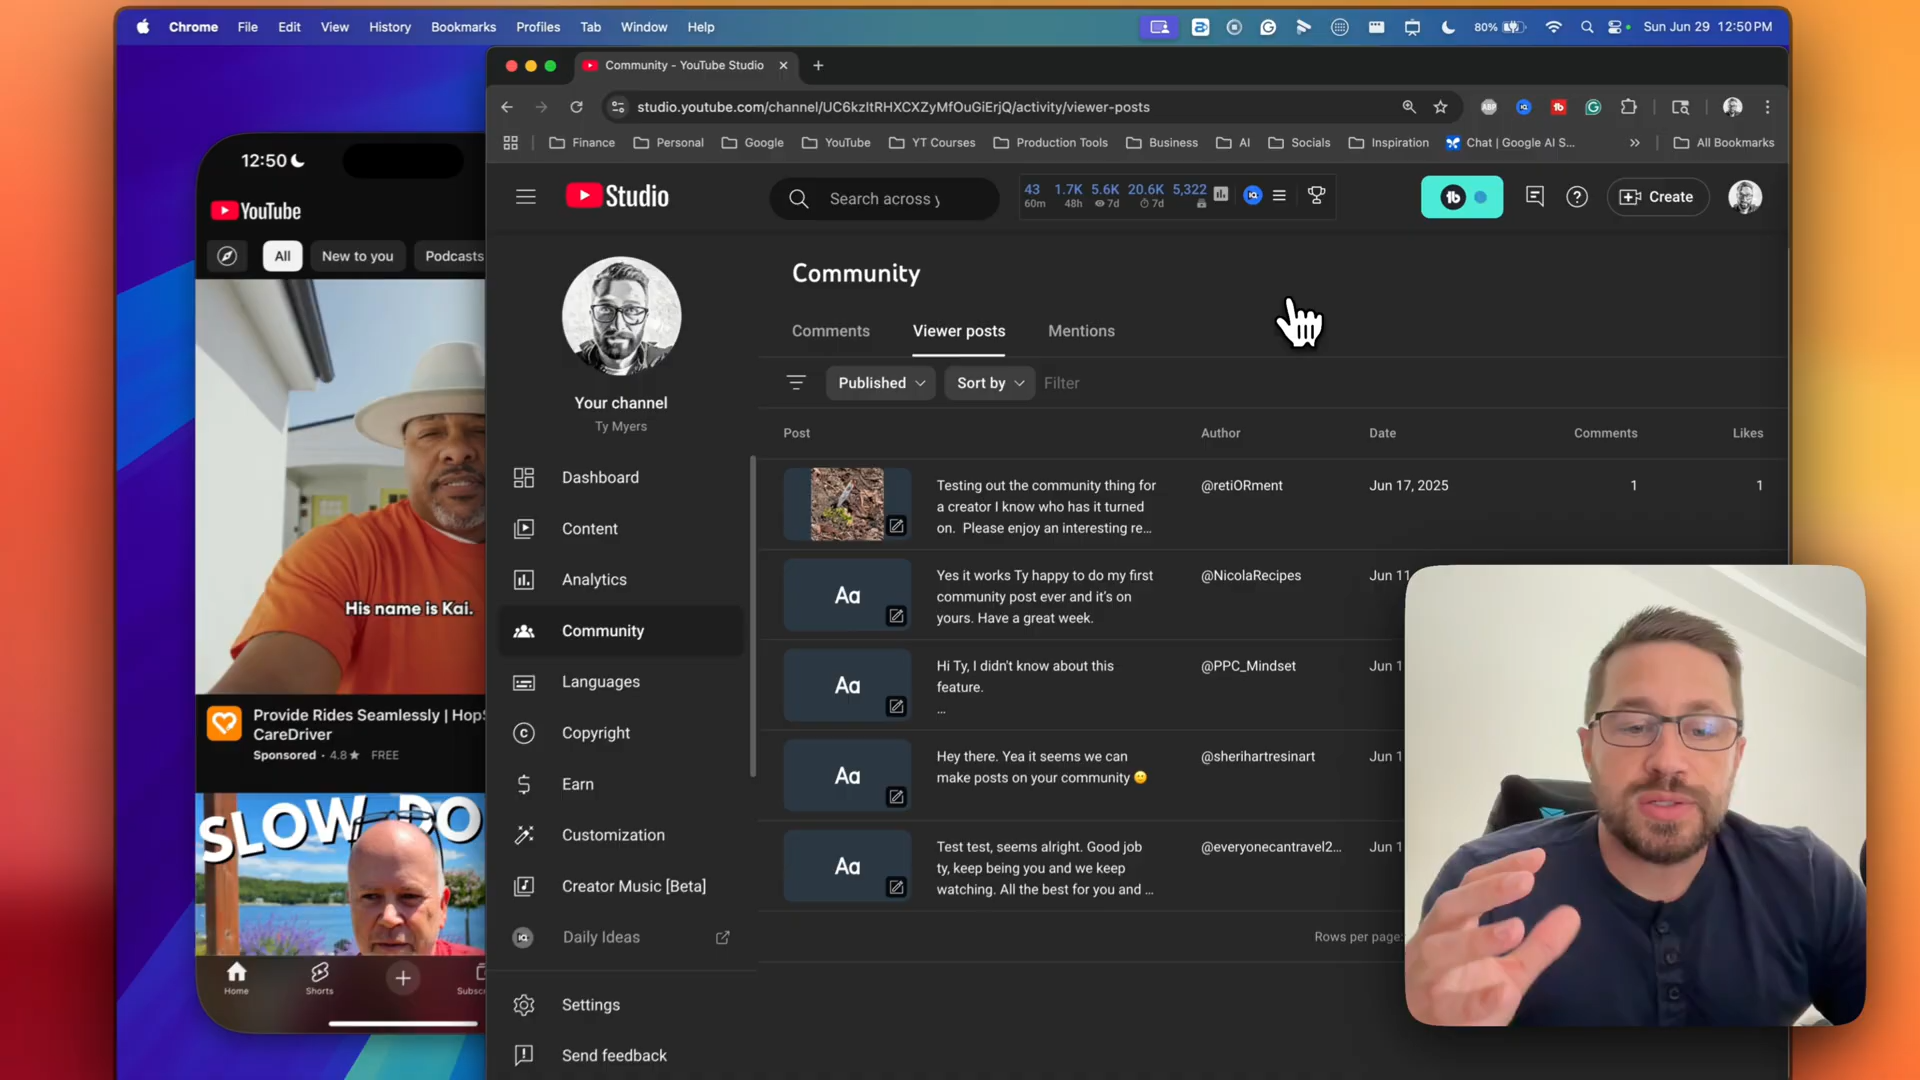 Chrome File Edit View History Bookmarks Profiles Tab Window Help
80% Sun Jun 29 12:50 PM
Community - YouTube Studio
studio.youtube.com/channel/UC6kzItRHXCXZyMfOuGiErjQ/activity/viewer-posts
Finance Personal Google YouTube YT Courses Production Tools Business AI Socials Inspiration Chat | Google AI S... All Bookmarks
12:50
YouTube
All New to you Podcasts
His name is Kai.
Provide Rides Seamlessly | HopS
CareDriver
Sponsored · 4.8★ FREE
SLOW DO
Home Shorts
Studio
Search across y
43 1.7K 5.6K 20.6K 5,322
60m 48h 7d 7d
Create
Your channel
Ty Myers
Dashboard
Content
Analytics
Community
Languages
Copyright
Earn
Customization
Creator Music [Beta]
Daily Ideas
Settings
Send feedback
Community
Comments Viewer posts Mentions
Published Sort by Filter
Post Author Date Comments Likes
Testing out the community thing for
a creator I know who has it turned
on. Please enjoy an interesting re...
@retiORment Jun 17, 2025 1 1
Aa
Yes it works Ty happy to do my first
community post ever and it's on
yours. Have a great week.
@NicolaRecipes Jun 11
Aa
Hi Ty, I didn't know about this
feature.
...
@PPC_Mindset Jun 1
Aa
Hey there. Yea it seems we can
make posts on your community 🙂
@sherihartresinart Jun 1
Aa
Test test, seems alright. Good job
ty, keep being you and we keep
watching. All the best for you and ...
@everyonecantravel2... Jun 1
Rows per page: